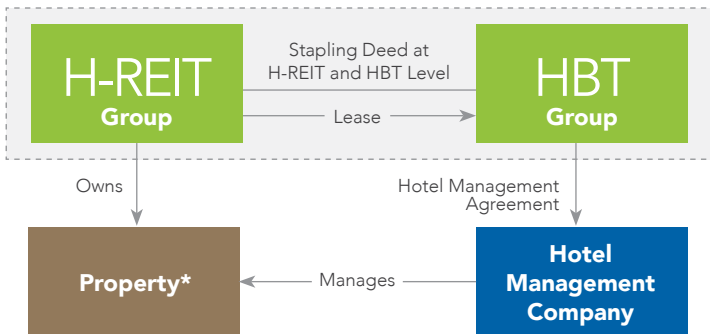 H-REIT
Group
Stapling Deed at
H-REIT and HBT Level
Lease
HBT
Group
Owns
Hotel Management
Agreement
Property*
Manages
Hotel
Management
Company